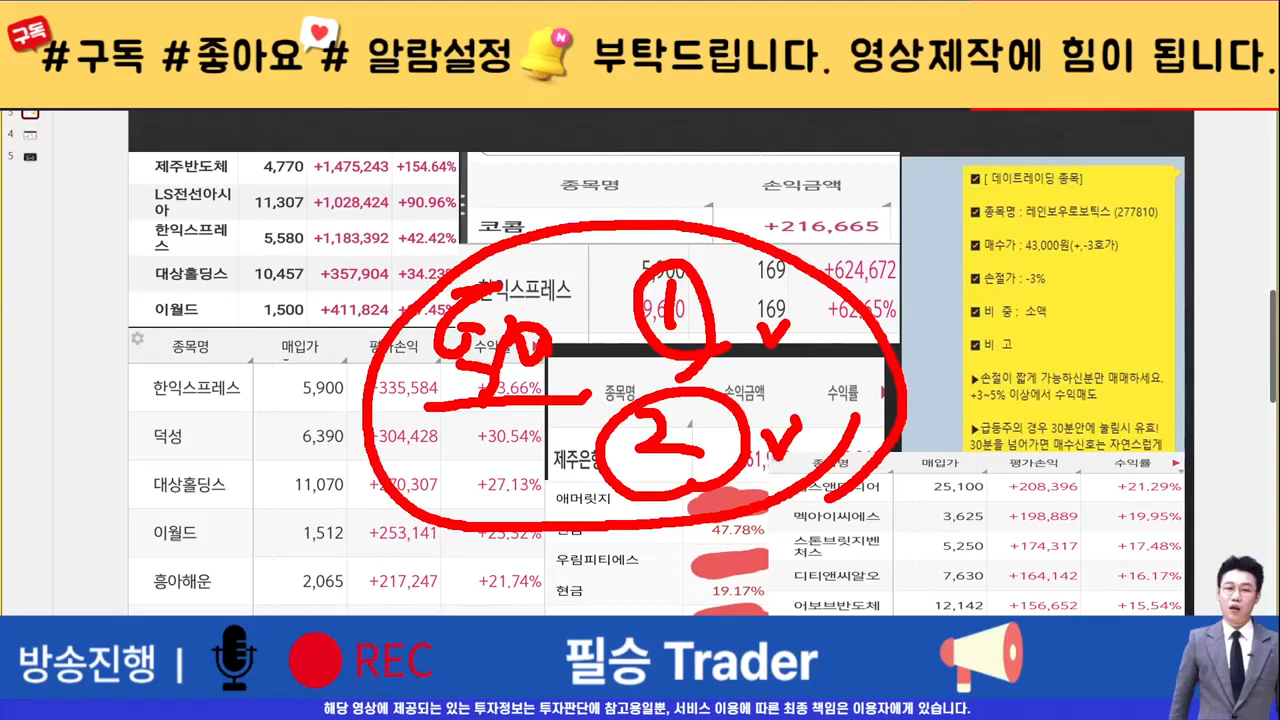 구독 #구독 #좋아요 # 알람설정 N 부탁드립니다. 영상제작에 힘이 됩니다.
3
4
5
제주반도체 4,770 +1,475,243 +154.64%
LS전선아시아 11,307 +1,028,424 +90.96%
한익스프레스 5,580 +1,183,392 +42.42%
대상홀딩스 10,457 +357,904 +34.23%
이월드 1,500 +411,824
종목명 매입가 평가손익 수익률
한익스프레스 5,900 +335,584
덕성 6,390 +304,428 +30.54%
대상홀딩스 11,070 +270,307 +27.13%
이월드 1,512 +253,141 +25.32%
흥아해운 2,065 +217,247 +21.74%
종목명 손익금액
코콤 +216,665
한익스프레스 5,900 169 +624,672
169 +62.65%
1
2
종목명 손익금액 수익률
애머릿지
47.78%
우림피티에스
현금 19.17%
[ 데이트레이딩 종목]
종목명 : 레인보우로보틱스 (277810)
매수가 : 43,000원(+,-3호가)
손절가 : -3%
비 중 : 소액
비 고
▶손절이 짧게 가능하신분만 매매하세요.
+3~5% 이상에서 수익매도
▶급등주의 경우 30분안에 눌림시 유효!
30분을 넘어가면 매수신호는 자연스럽게
종목명 매입가 평가손익 수익률
25,100 +208,396 +21.29%
멕아이씨에스 3,625 +198,889 +19.95%
스톤브릿지벤처스 5,250 +174,317 +17.48%
디티앤씨알오 7,630 +164,142 +16.17%
어보브반도체 12,142 +156,652 +15.54%
방송진행 | REC 필승 Trader
해당 영상에 제공되는 있는 투자정보는 투자판단에 참고용일뿐, 서비스 이용에 따른 최종 책임은 이용자에게 있습니다.